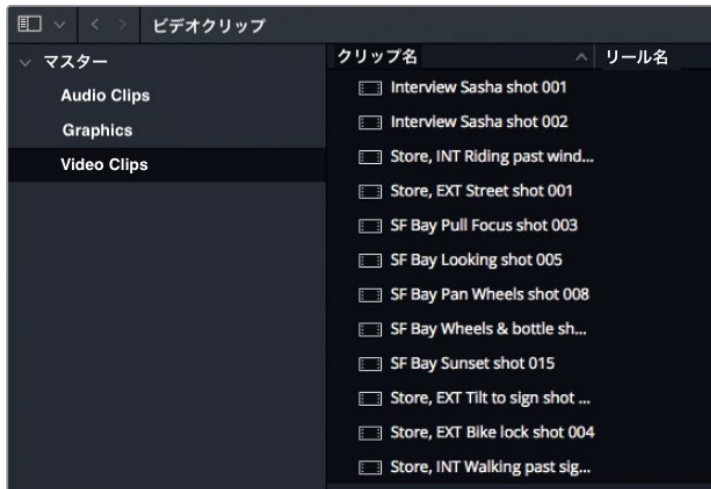 ビデオクリップ
マスター
Audio Clips
Graphics
Video Clips
クリップ名 リール名
Interview Sasha shot 001
Interview Sasha shot 002
Store, INT Riding past wind...
Store, EXT Street shot 001
SF Bay Pull Focus shot 003
SF Bay Looking shot 005
SF Bay Pan Wheels shot 008
SF Bay Wheels & bottle sh...
SF Bay Sunset shot 015
Store, EXT Tilt to sign shot ...
Store, EXT Bike lock shot 004
Store, INT Walking past sig...